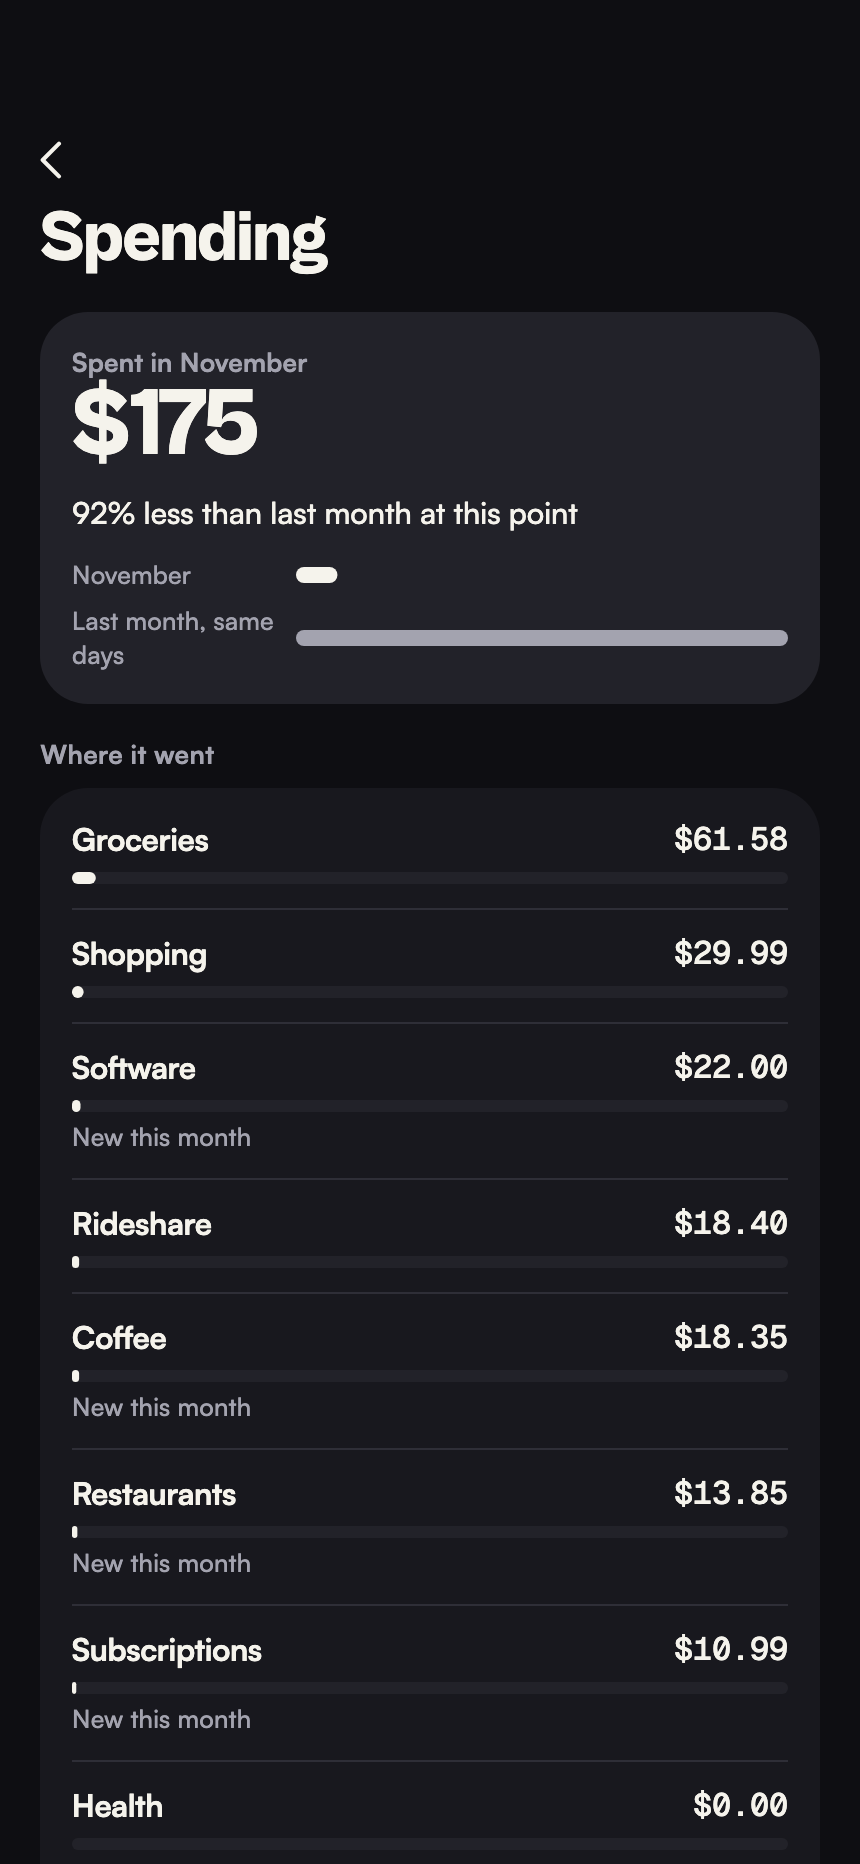 Spending
Spent in November
$175
92% less than last month at this point
November
Last month, same
days
Where it went
Groceries $61.58
Shopping $29.99
Software $22.00
New this month
Rideshare $18.40
Coffee $18.35
New this month
Restaurants $13.85
New this month
Subscriptions $10.99
New this month
Health $0.00